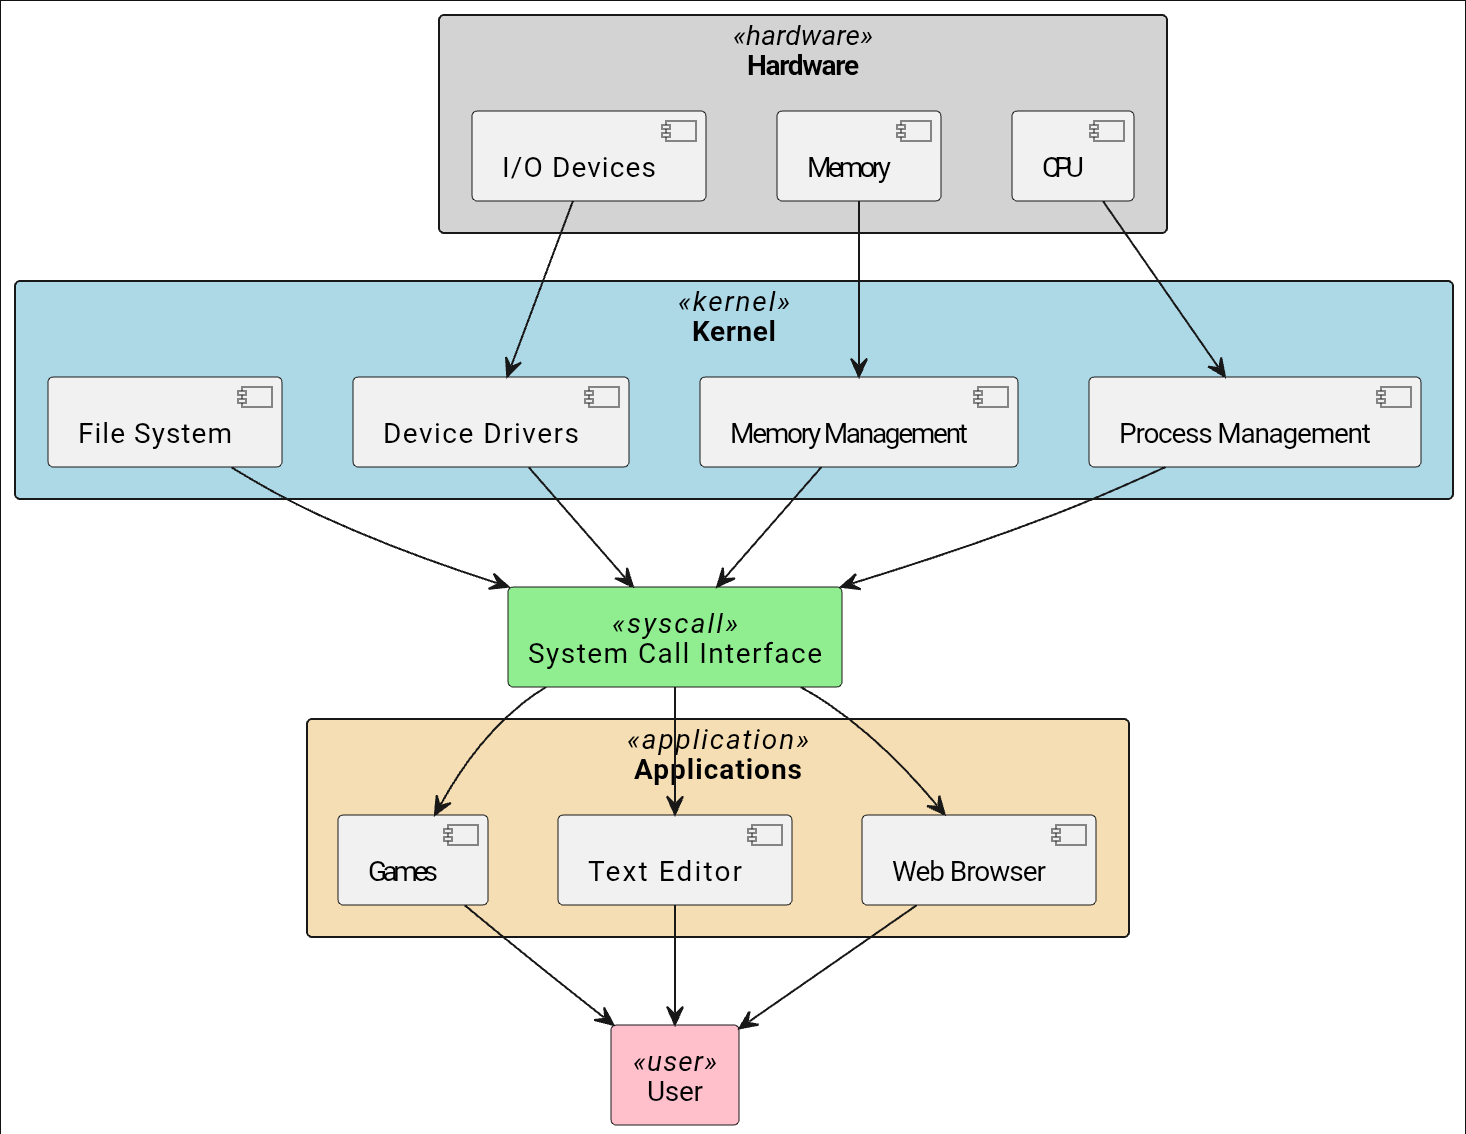 «hardware»
Hardware
I/O Devices
Memory
CPU
«kernel»
Kernel
File System
Device Drivers
Memory Management
Process Management
«syscall»
System Call Interface
«application»
Applications
Games
Text Editor
Web Browser
«user»
User